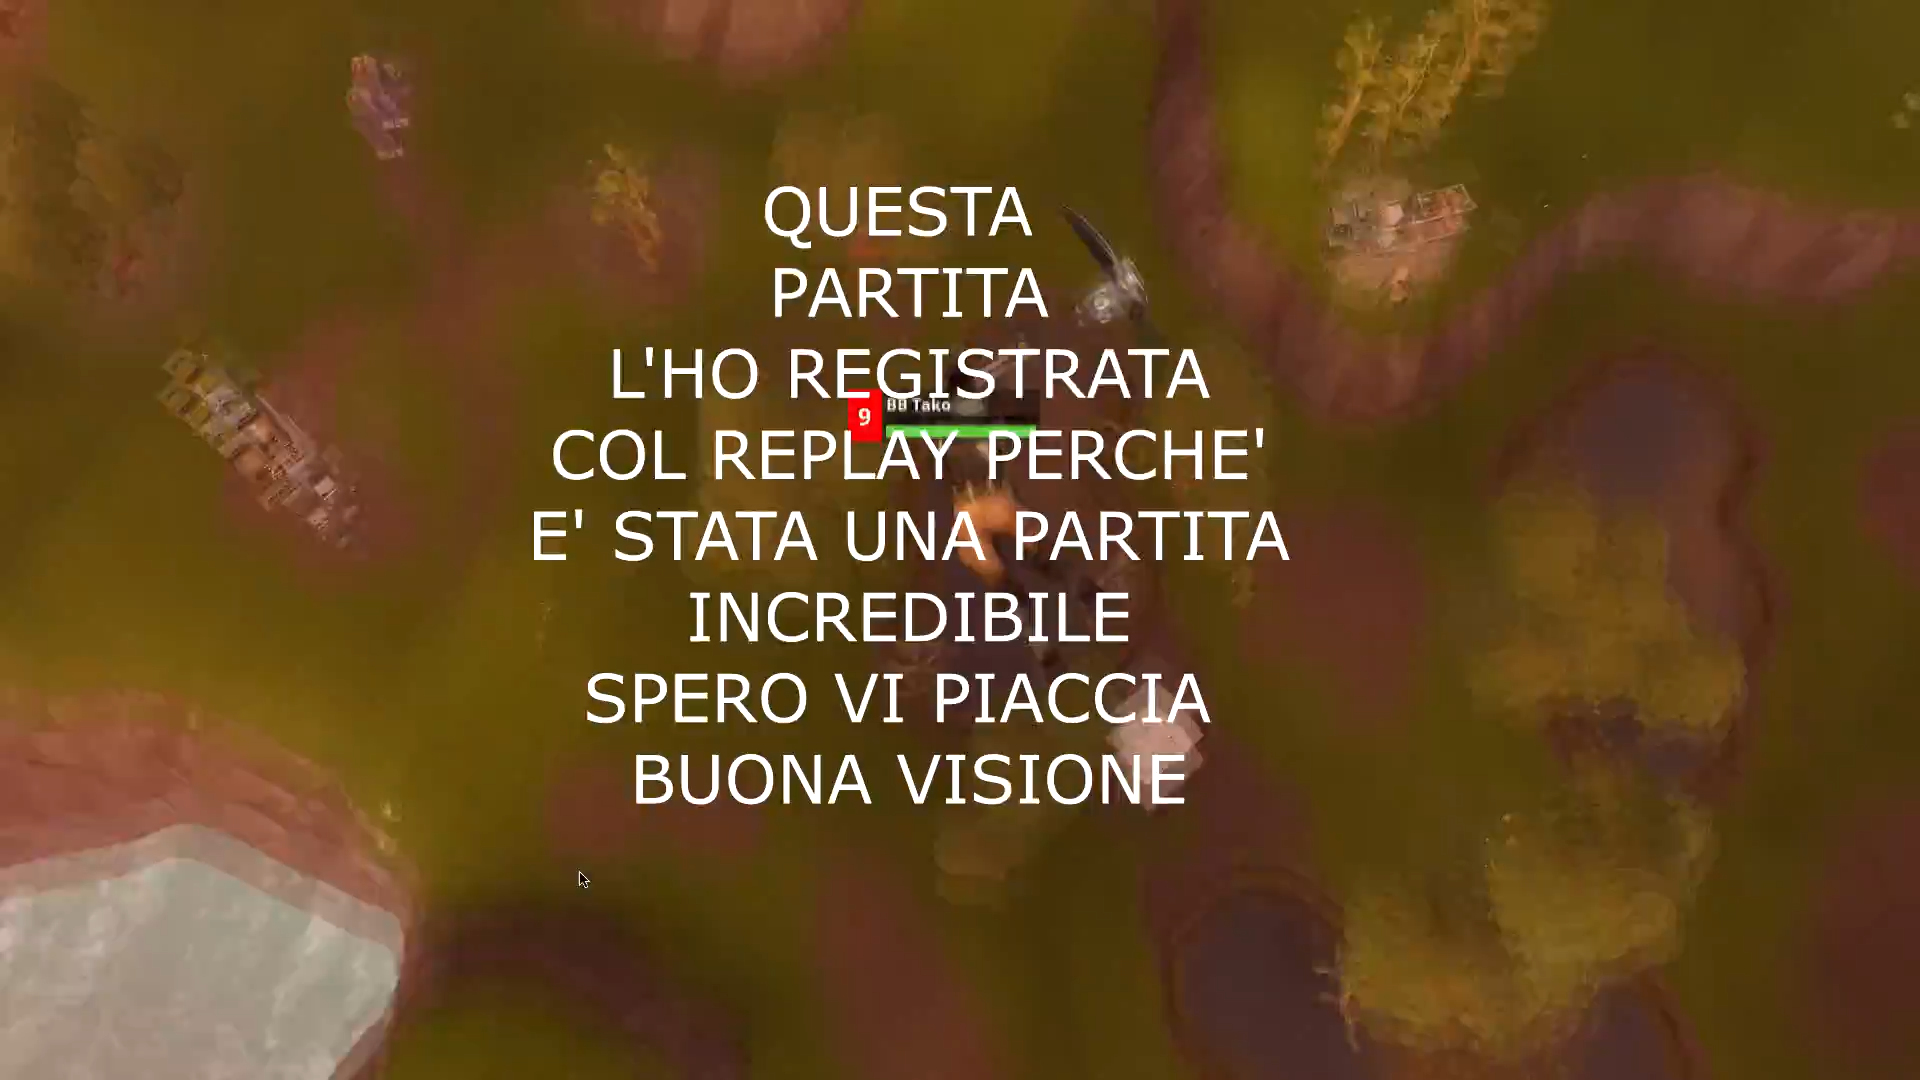 QUESTA
PARTITA
L'HO REGISTRATA
9 BB Tako
COL REPLAY PERCHE'
E' STATA UNA PARTITA
INCREDIBILE
SPERO VI PIACCIA
BUONA VISIONE